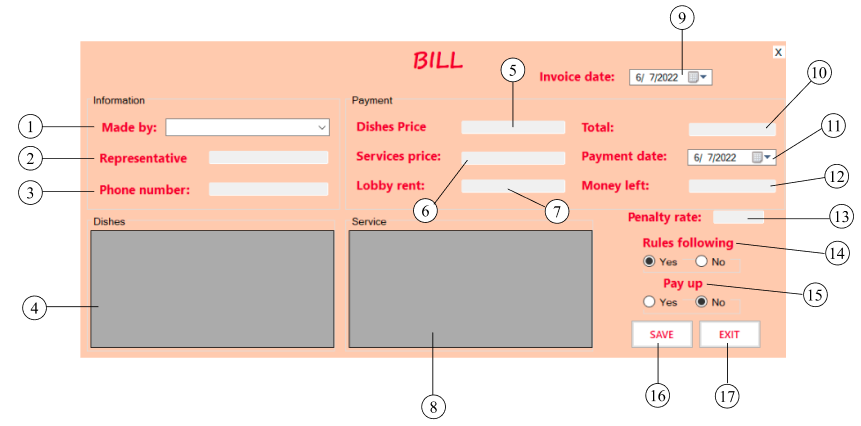 9
BILL
X
5
Invoice date:
6/ 7/2022
10
Information
Payment
1
Made by:
Dishes Price
Total:
11
2
Representative
Services price:
Payment date:
6/ 7/2022
3
Phone number:
Lobby rent:
Money left:
12
6
7
Penalty rate:
13
Dishes
Service
Rules following
14
Yes
No
Pay up
15
4
Yes
No
SAVE
EXIT
8
16
17